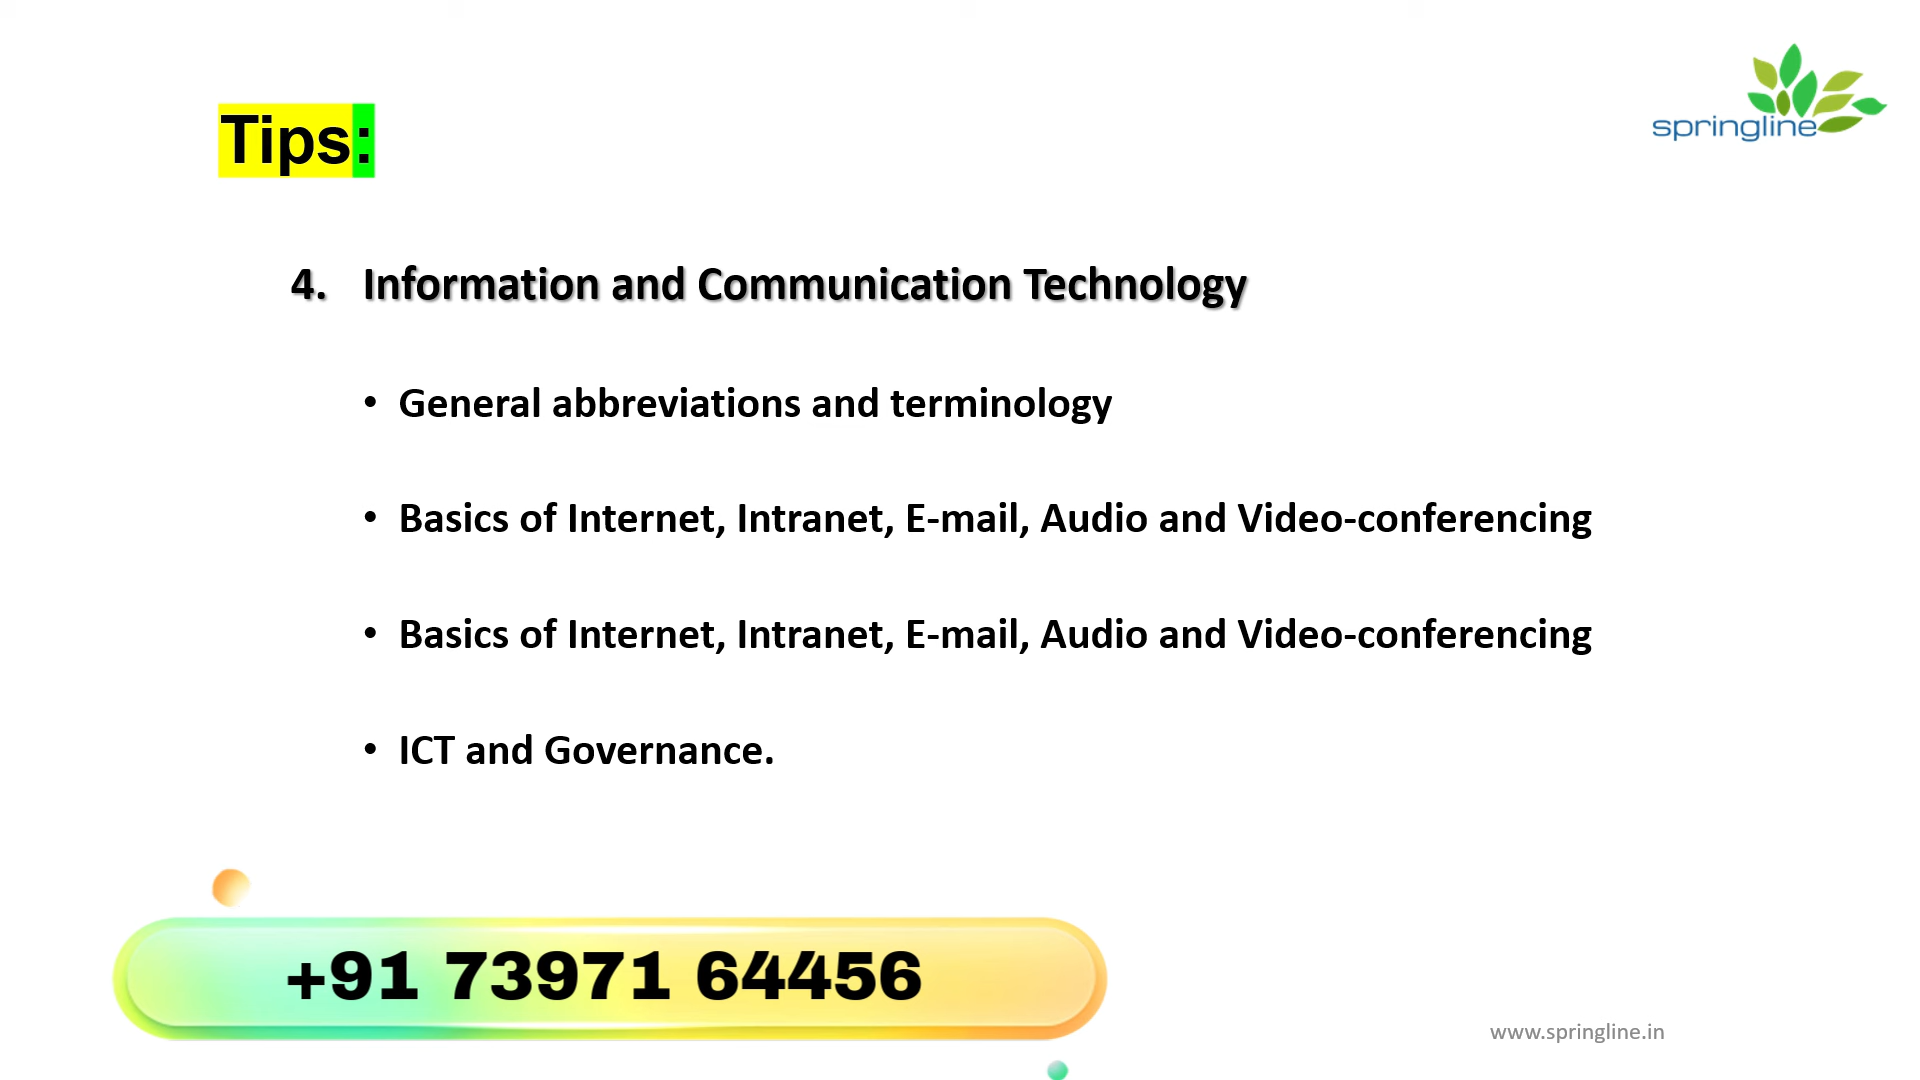 springline
Tips:
4. Information and Communication Technology
• General abbreviations and terminology
• Basics of Internet, Intranet, E-mail, Audio and Video-conferencing
• Basics of Internet, Intranet, E-mail, Audio and Video-conferencing
• ICT and Governance.
+91 73971 64456
www.springline.in